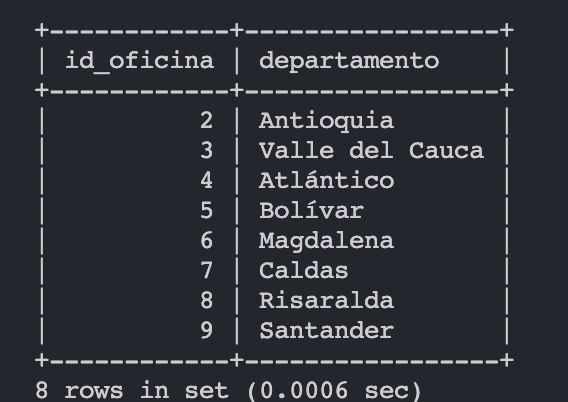 +------------+-----------------+
| id_oficina | departamento    |
+------------+-----------------+
|          2 | Antioquia       |
|          3 | Valle del Cauca |
|          4 | Atlántico       |
|          5 | Bolívar         |
|          6 | Magdalena       |
|          7 | Caldas          |
|          8 | Risaralda       |
|          9 | Santander       |
+------------+-----------------+
8 rows in set (0.0006 sec)